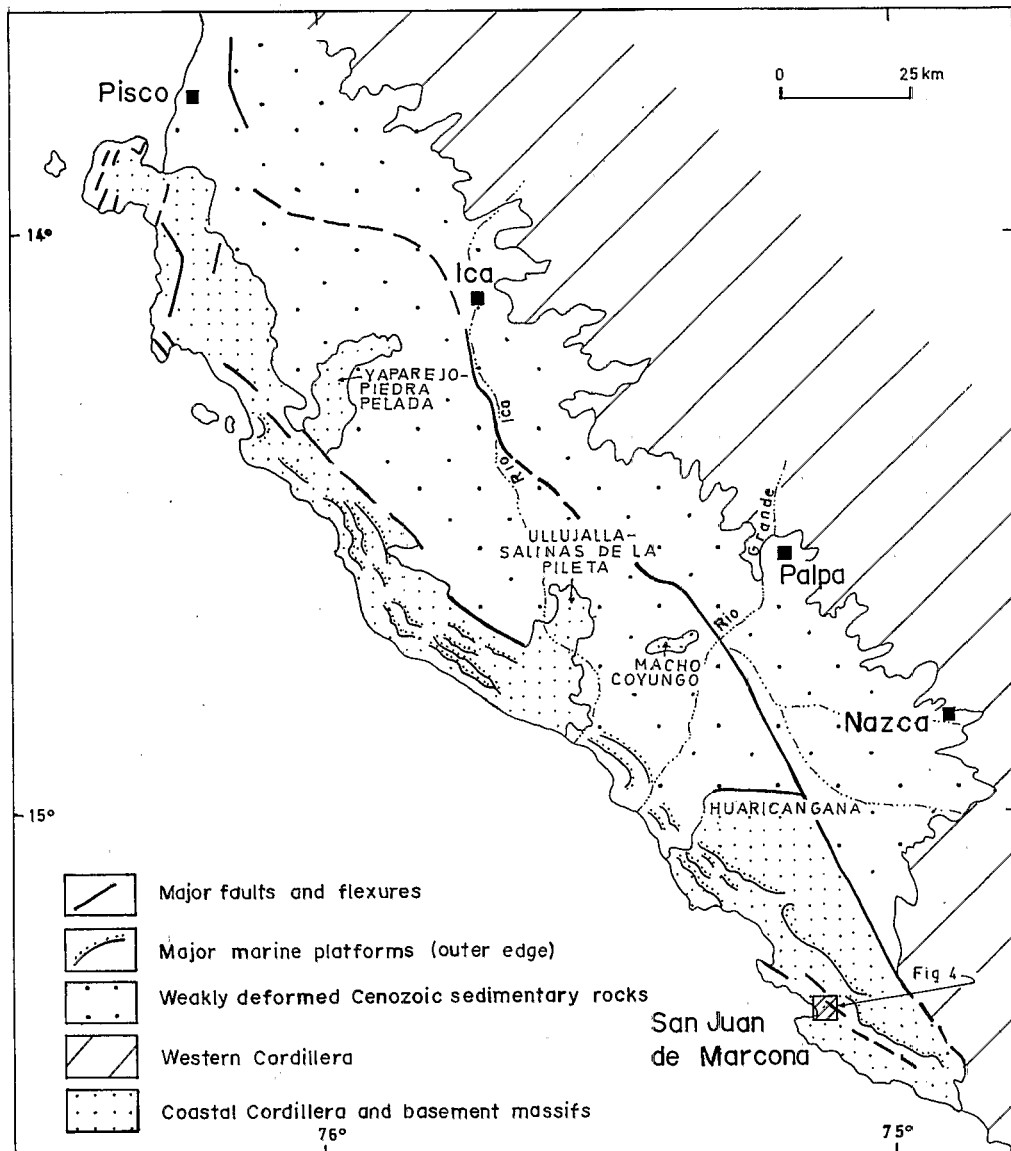 0 25 km
Pisco
14°
Ica
YAPAREJO-
PIEDRA
PELADA
Río Ica
ULLUJALLA-
SALINAS DE LA
PILETA
Grande
Palpa
Rio
MACHO
COYUNGO
Nazca
15°
HUARICANGANA
Major faults and flexures
Major marine platforms (outer edge)
Fig 4
Weakly deformed Cenozoic sedimentary rocks
San Juan
de Marcona
Western Cordillera
Coastal Cordillera and basement massifs
76°
75°